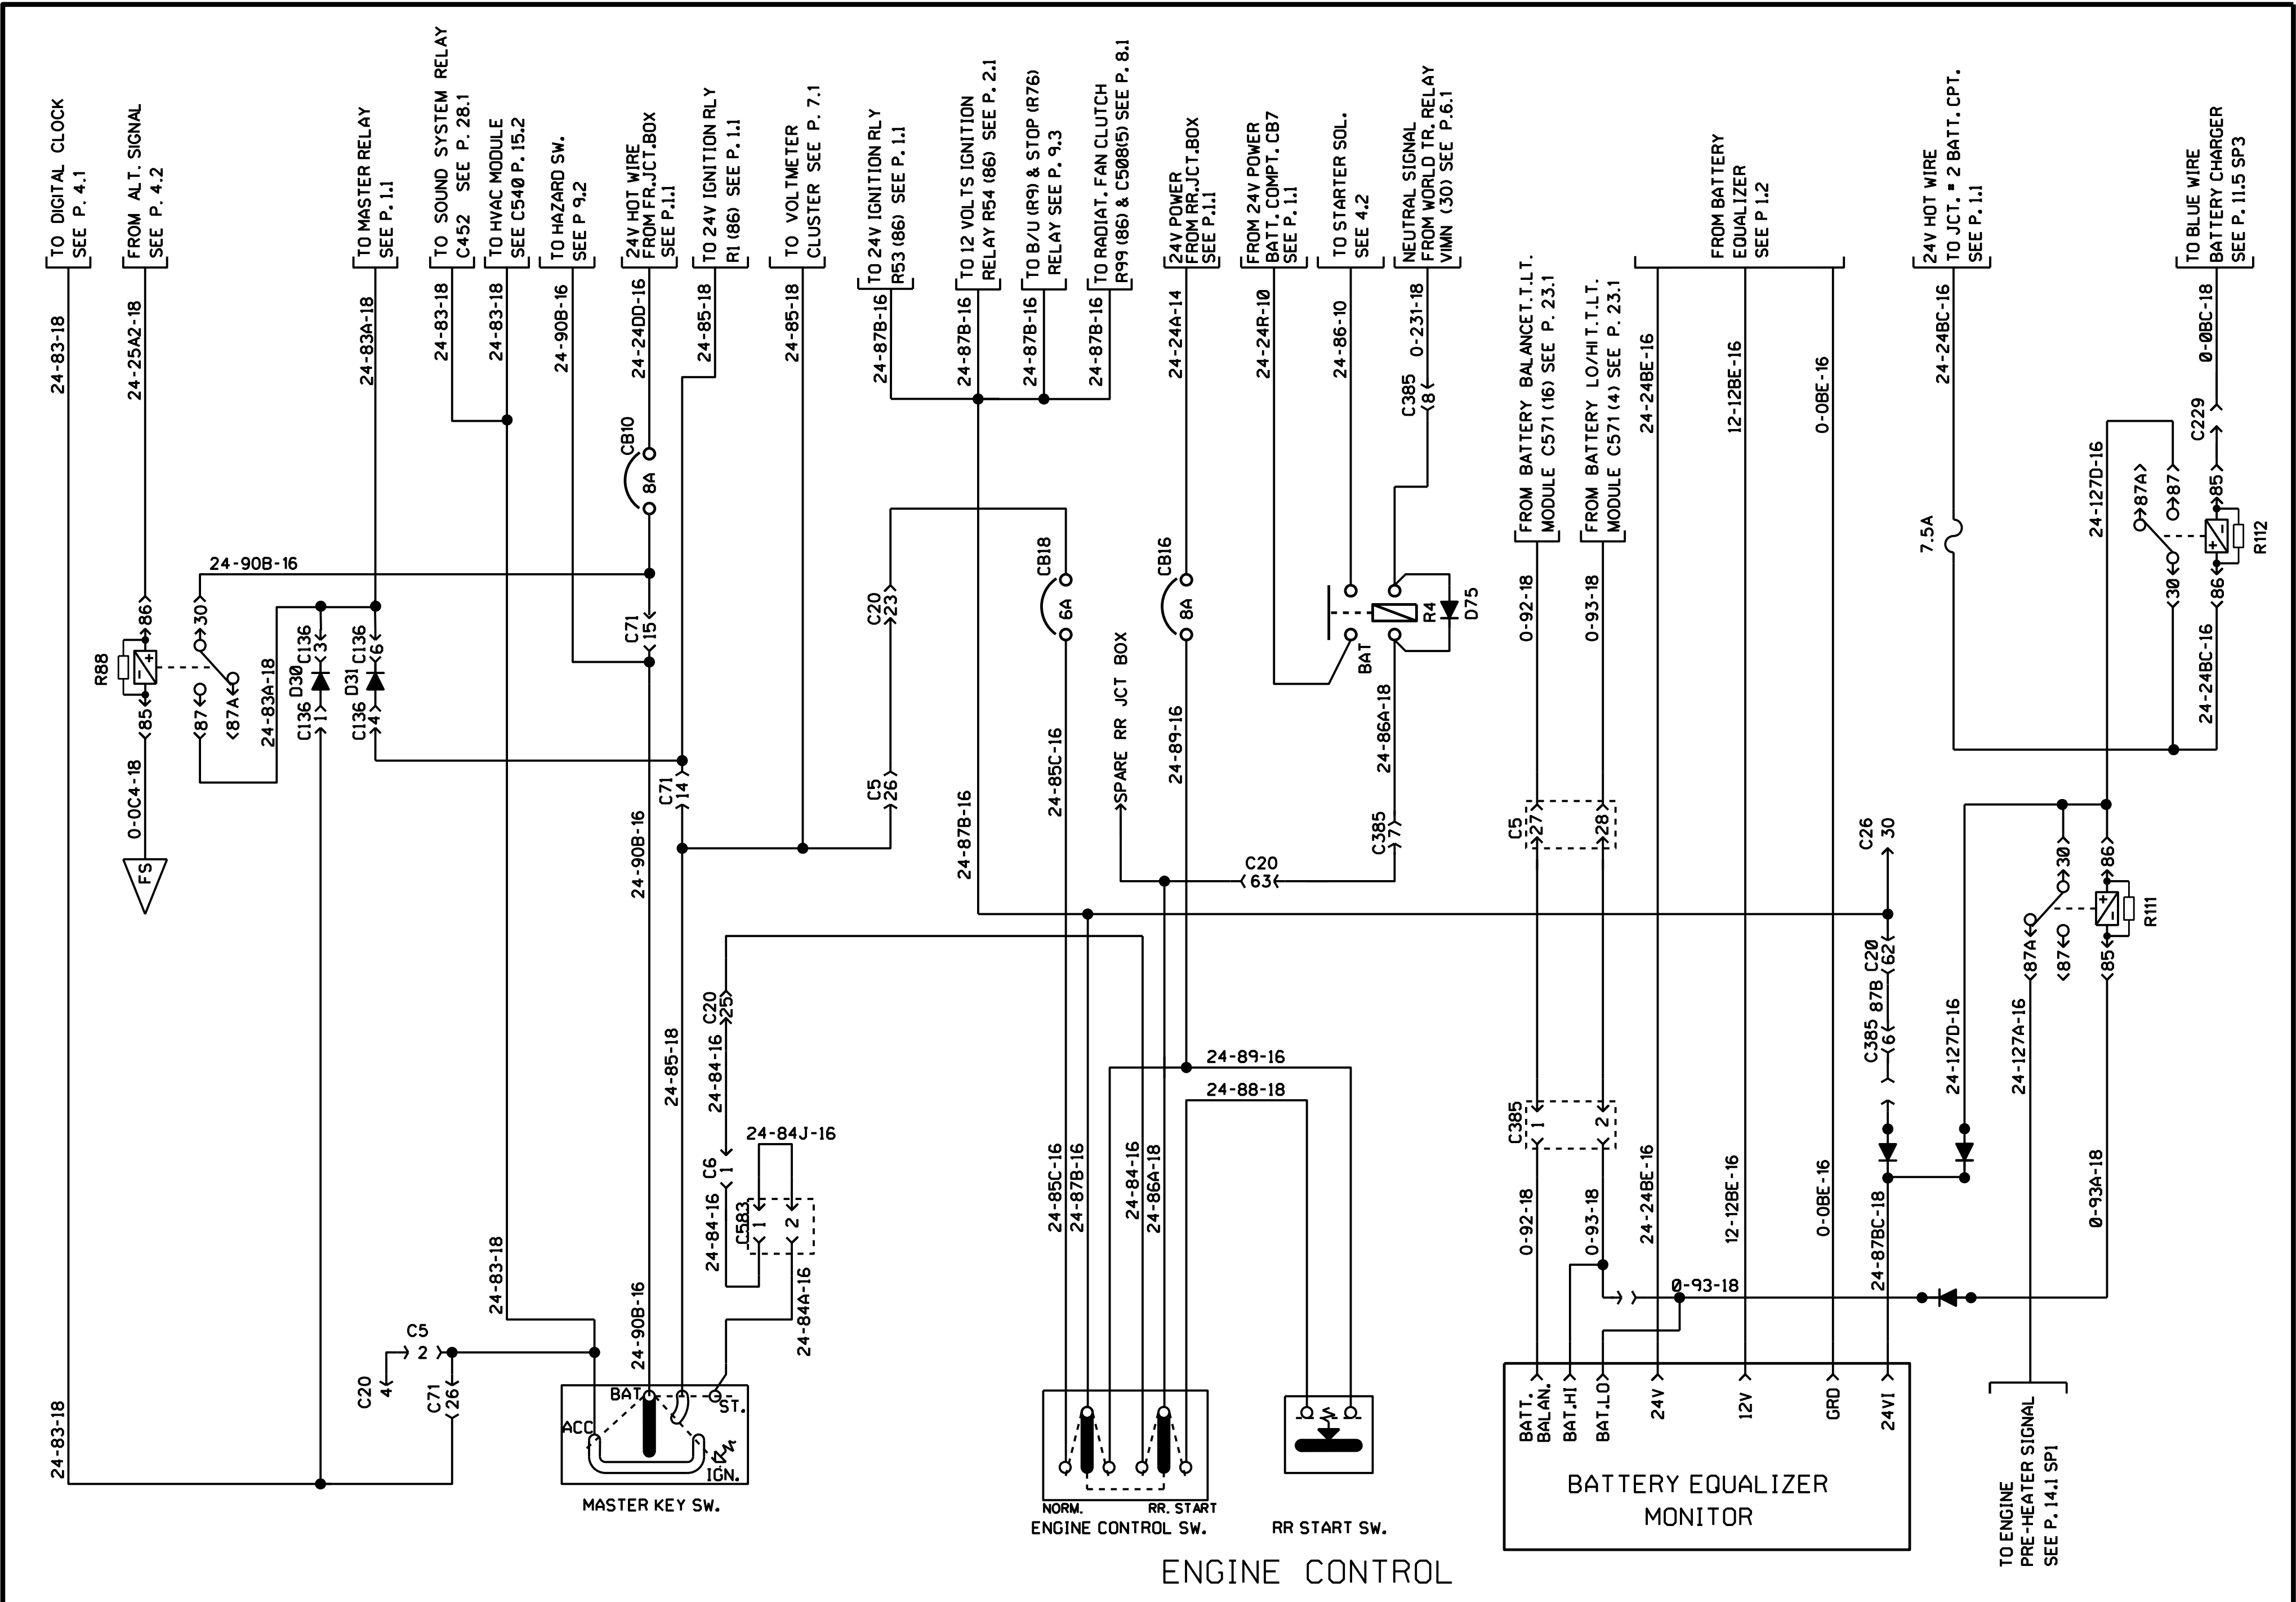 TO DIGITAL CLOCK
SEE P. 4.1
24-83-18
24-83-18
FROM ALT. SIGNAL
SEE P. 4.2
24-25A2-18
R88
86
85
30
87
87A
0-0C4-18
FS
24-90B-16
24-83A-18
TO MASTER RELAY
SEE P. 1.1
24-83A-18
C136
3
D30
C136
1
C136
6
D31
C136
4
TO SOUND SYSTEM RELAY
C452 SEE P. 28.1
24-83-18
TO HVAC MODULE
SEE C540 P. 15.2
24-83-18
24-83-18
TO HAZARD SW.
SEE P 9.2
24-90B-16
24V HOT WIRE
FROM FR.JCT.BOX
SEE P.1.1
24-24DD-16
CB10
8A
C71
15
24-90B-16
24-90B-16
TO 24V IGNITION RLY
R1 (86) SEE P. 1.1
24-85-18
C71
14
24-85-18
TO VOLTMETER
CLUSTER SEE P. 7.1
24-85-18
TO 24V IGNITION RLY
R53 (86) SEE P. 1.1
24-87B-16
C20
23
C5
26
TO 12 VOLTS IGNITION
RELAY R54 (86) SEE P. 2.1
24-87B-16
24-87B-16
TO B/U (R9) & STOP (R76)
RELAY SEE P. 9.3
24-87B-16
TO RADIAT. FAN CLUTCH
R99 (86) & C508(5) SEE P. 8.1
24-87B-16
CB18
6A
24-85C-16
SPARE RR JCT BOX
24V POWER
FROM RR.JCT.BOX
SEE P.1.1
24-24A-14
CB16
8A
24-89-16
FROM 24V POWER
BATT. COMPT. CB7
SEE P. 1.1
24-24R-10
TO STARTER SOL.
SEE 4.2
24-86-10
BAT
NEUTRAL SIGNAL
FROM WORLD TR. RELAY
VIMN (30) SEE P.6.1
0-231-18
C385
8
R4
D75
24-86A-18
C385
7
C20
63
FROM BATTERY BALANCET.T.LT.
MODULE C571 (16) SEE P. 23.1
0-92-18
FROM BATTERY LO/HI T.T.LT.
MODULE C571 (4) SEE P. 23.1
0-93-18
C5
27
28
C385
1
2
0-92-18
0-93-18
FROM BATTERY
EQUALIZER
SEE P 1.2
24-24BE-16
12-12BE-16
0-0BE-16
24-24BE-16
12-12BE-16
0-0BE-16
24V HOT WIRE
TO JCT. # 2 BATT. CPT.
SEE P. 1.1
24-24BC-16
7.5A
TO BLUE WIRE
BATTERY CHARGER
SEE P. 11.5 SP3
0-0BC-18
C229
24-127D-16
87A
87
85
30
86
R112
24-24BC-16
C26
30
C20
62
87B
C385
6
24-87BC-18
24-127D-16
24-127A-16
30
86
87A
87
85
R111
0-93A-18
0-93-18
C20
25
24-84-16
C6
1
24-84-16
24-84J-16
C583
1
2
24-84A-16
C5
2
C20
4
C71
26
BAT
ST.
ACC
IGN.
MASTER KEY SW.
24-85C-16
24-87B-16
24-84-16
24-86A-18
24-89-16
24-88-18
NORM.
RR. START
ENGINE CONTROL SW.
RR START SW.
BATT.
BALAN.
BAT.HI
BAT.LO
24V
12V
GRD
24VI
BATTERY EQUALIZER
MONITOR
TO ENGINE
PRE-HEATER SIGNAL
SEE P. 14.1 SP1
ENGINE CONTROL